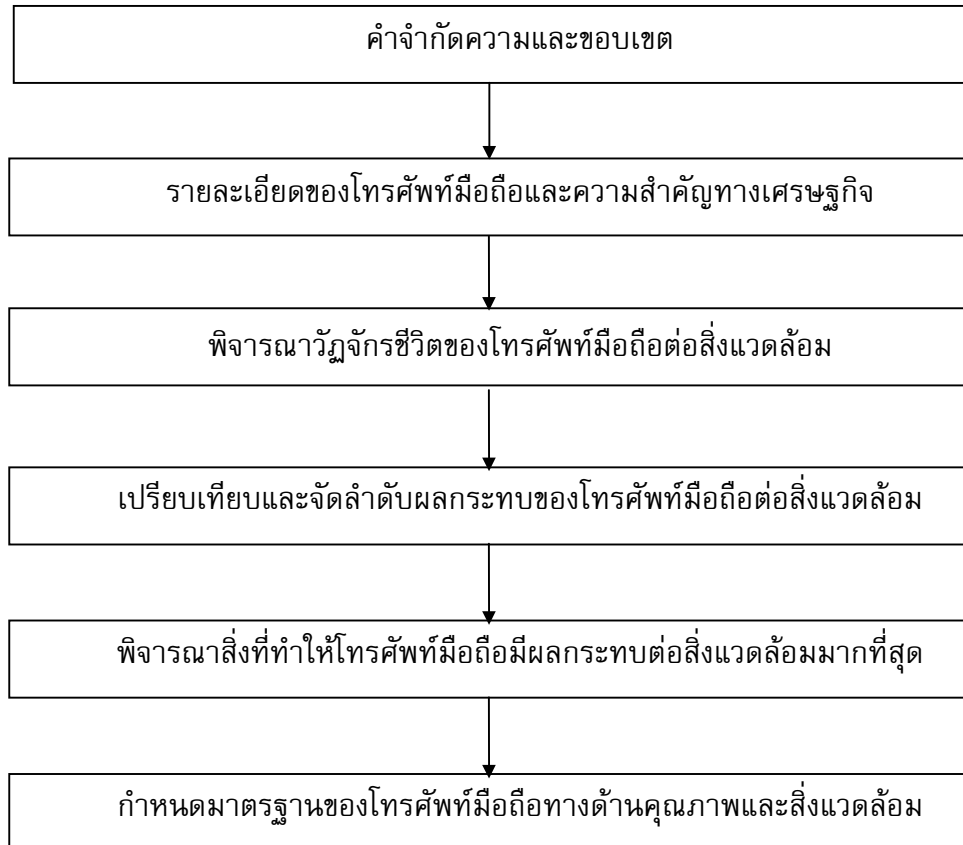 คำจำกัดความและขอบเขต
รายละเอียดของโทรศัพท์มือถือและความสำคัญทางเศรษฐกิจ
พิจารณาวัฏจักรชีวิตของโทรศัพท์มือถือต่อสิ่งแวดล้อม
เปรียบเทียบและจัดลำดับผลกระทบของโทรศัพท์มือถือต่อสิ่งแวดล้อม
พิจารณาสิ่งที่ทำให้โทรศัพท์มือถือมีผลกระทบต่อสิ่งแวดล้อมมากที่สุด
กำหนดมาตรฐานของโทรศัพท์มือถือทางด้านคุณภาพและสิ่งแวดล้อม